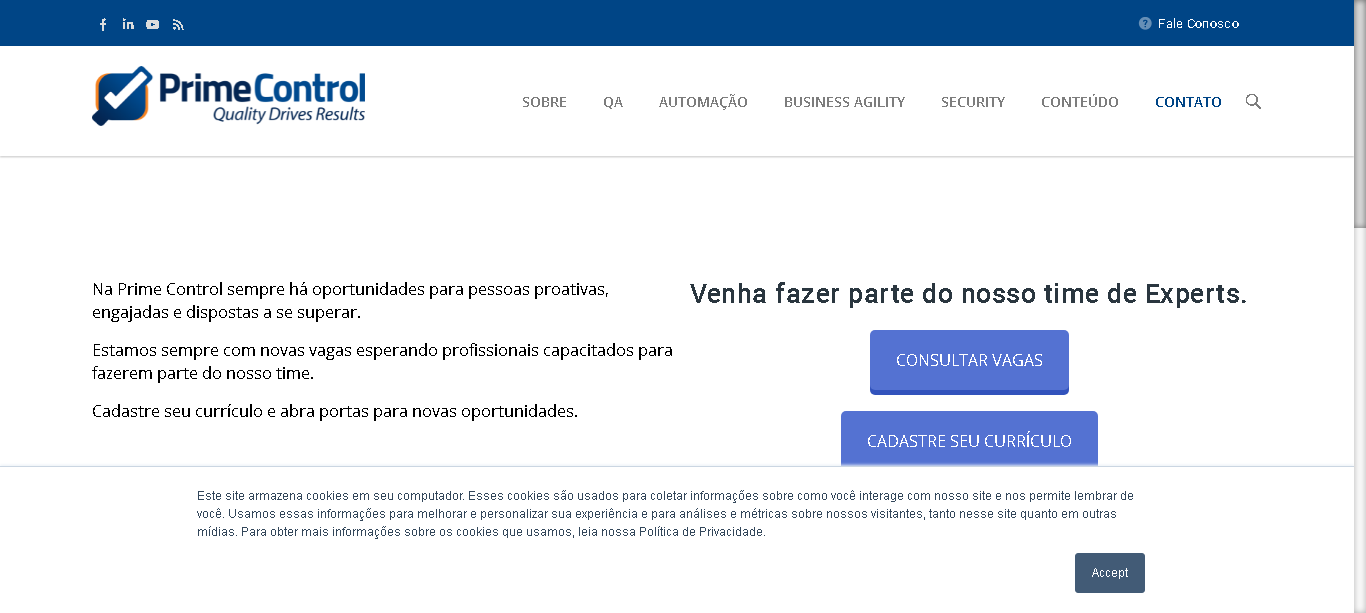 Fale Conosco
PrimeControl
Quality Drives Results
SOBRE QA AUTOMAÇÃO BUSINESS AGILITY SECURITY CONTEÚDO CONTATO
Na Prime Control sempre há oportunidades para pessoas proativas,
engajadas e dispostas a se superar.
Estamos sempre com novas vagas esperando profissionais capacitados para
fazerem parte do nosso time.
Cadastre seu currículo e abra portas para novas oportunidades.
Venha fazer parte do nosso time de Experts.
CONSULTAR VAGAS
CADASTRE SEU CURRÍCULO
Este site armazena cookies em seu computador. Esses cookies são usados para coletar informações sobre como você interage com nosso site e nos permite lembrar de
você. Usamos essas informações para melhorar e personalizar sua experiência e para análises e métricas sobre nossos visitantes, tanto nesse site quanto em outras
mídias. Para obter mais informações sobre os cookies que usamos, leia nossa Política de Privacidade.
Accept